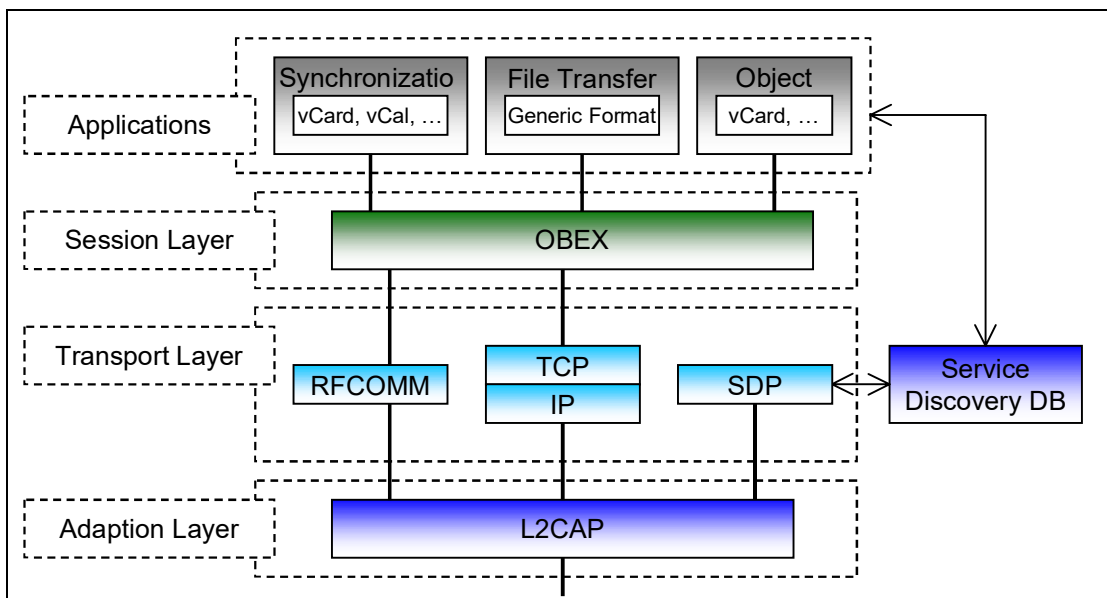 Synchronizatio
File Transfer
Object
vCard, vCal, …
Generic Format
vCard, …
Applications
Session Layer
OBEX
Transport Layer
RFCOMM
TCP
IP
SDP
Service
Discovery DB
Adaption Layer
L2CAP